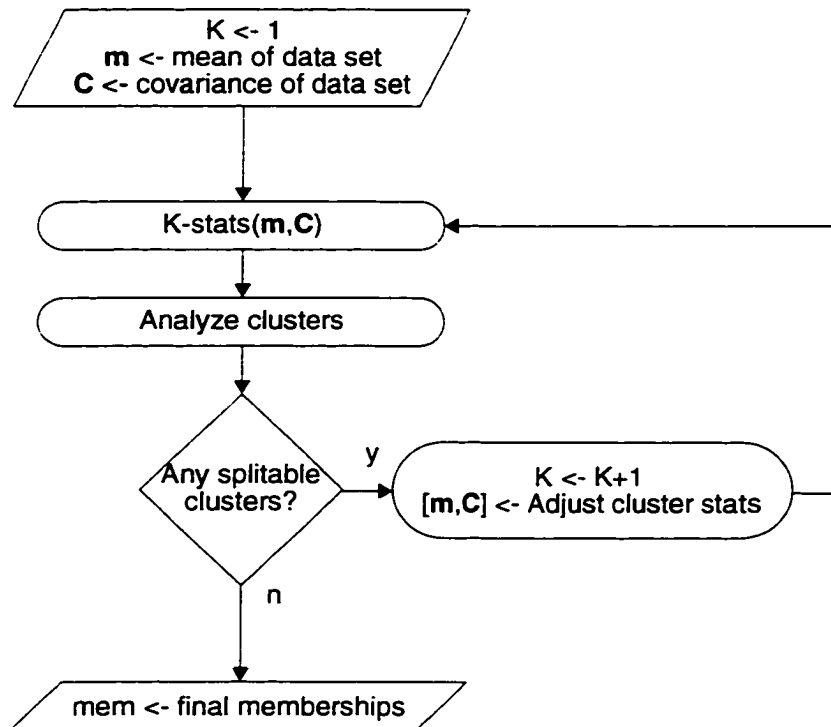 K <- 1
m <- mean of data set
C <- covariance of data set
K-stats(m,C)
Analyze clusters
Any splitable
clusters?
y
K <- K+1
[m,C] <- Adjust cluster stats
n
mem <- final memberships